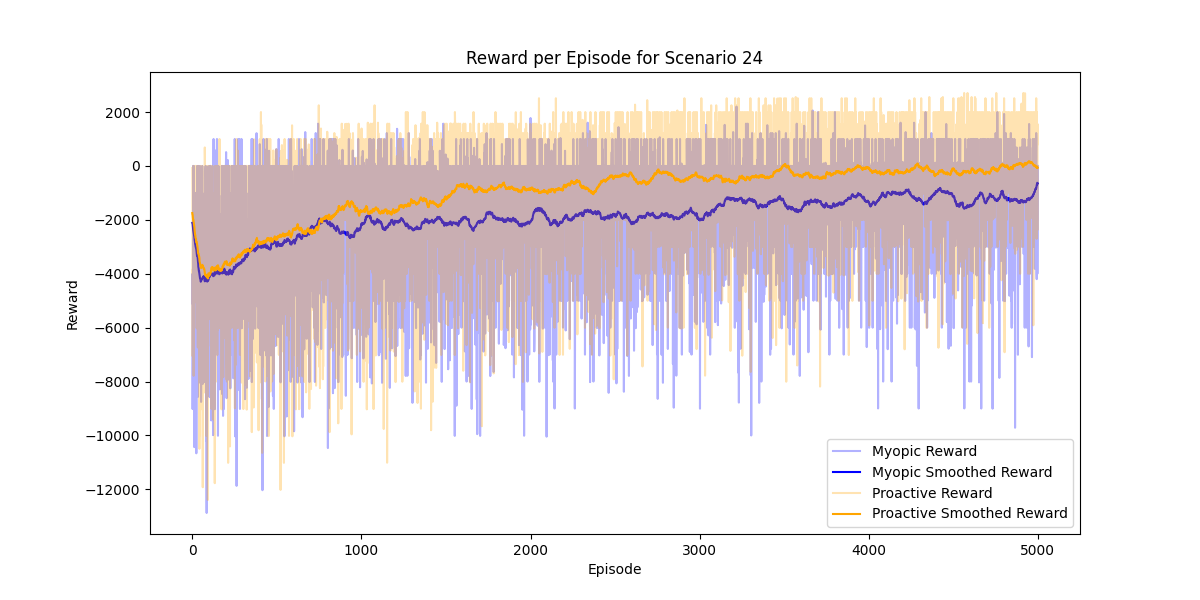 Reward per Episode for Scenario 24
Reward
2000
0
−2000
−4000
−6000
−8000
−10000
−12000
0 1000 2000 3000 4000 5000
Episode
Myopic Reward
Myopic Smoothed Reward
Proactive Reward
Proactive Smoothed Reward